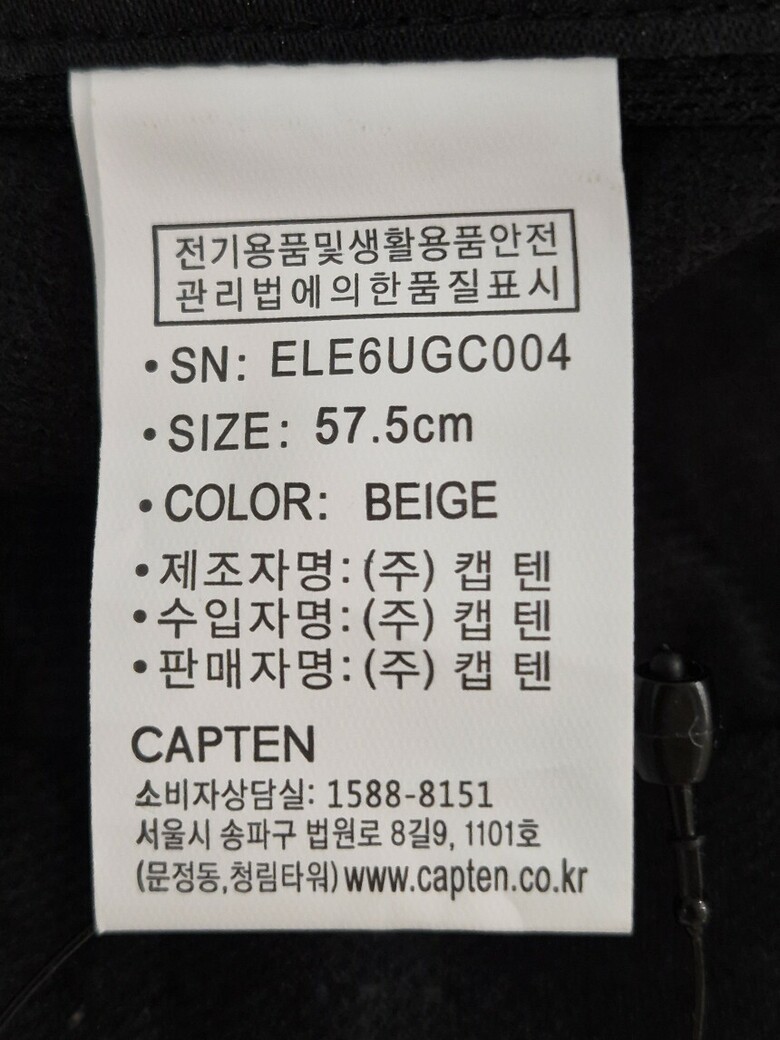 전기용품및생활용품안전
관리법에의한품질표시
•SN: ELE6UGC004
•SIZE: 57.5cm
•COLOR: BEIGE
•제조자명:(주) 캡 텐
•수입자명:(주) 캡 텐
•판매자명:(주) 캡 텐
CAPTEN
소비자상담실: 1588-8151
서울시 송파구 법원로 8길9, 1101호
(문정동,청림타워)www.capten.co.kr